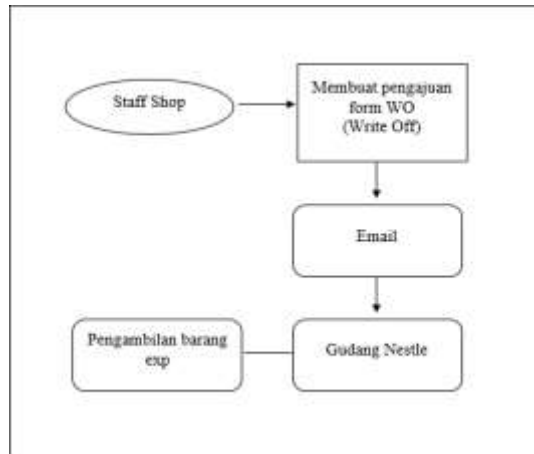 Staff Shop
Membuat pengajuan
form WO
(Write Off)
Email
Pengambilan barang
exp
Gudang Nestle